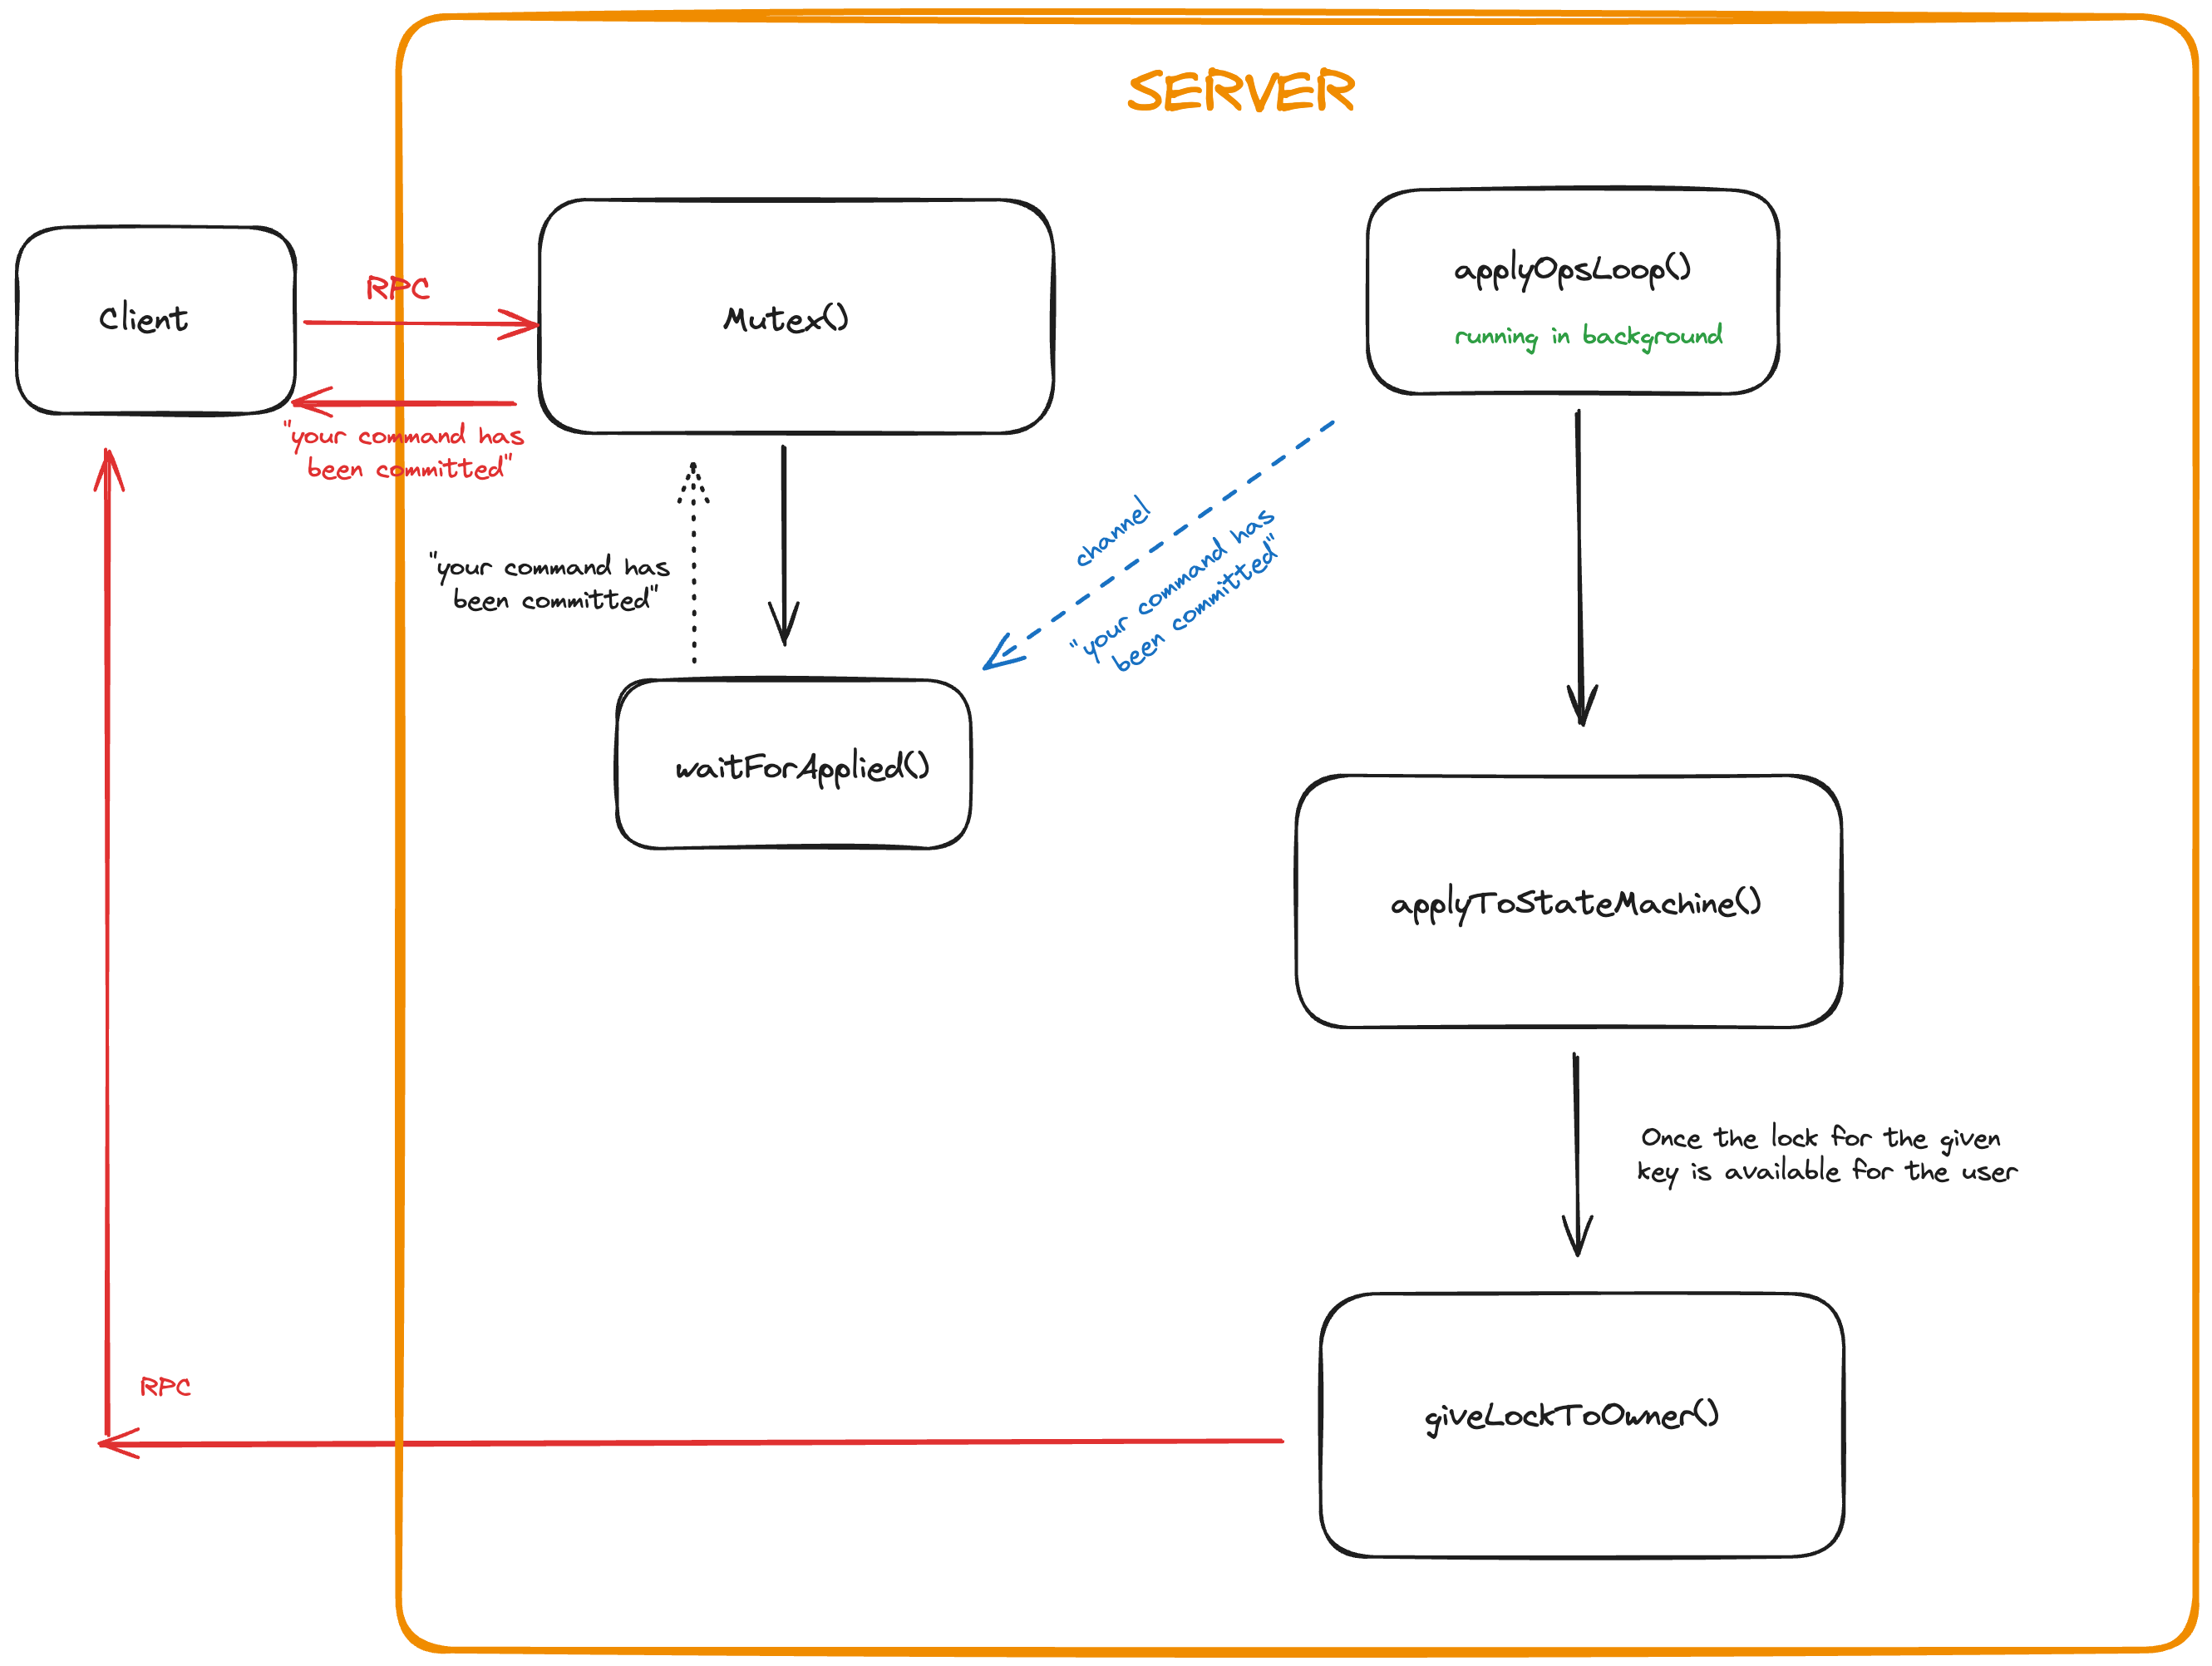 SERVER
Client
RPC
Mutex()
applyOpsLoop()
running in background
"your command has
been committed"
channel
"your command has
been committed"
"your command has
been committed"
waitForApplied()
applyToStateMachine()
Once the lock for the given
key is available for the user
RPC
giveLockToOwner()